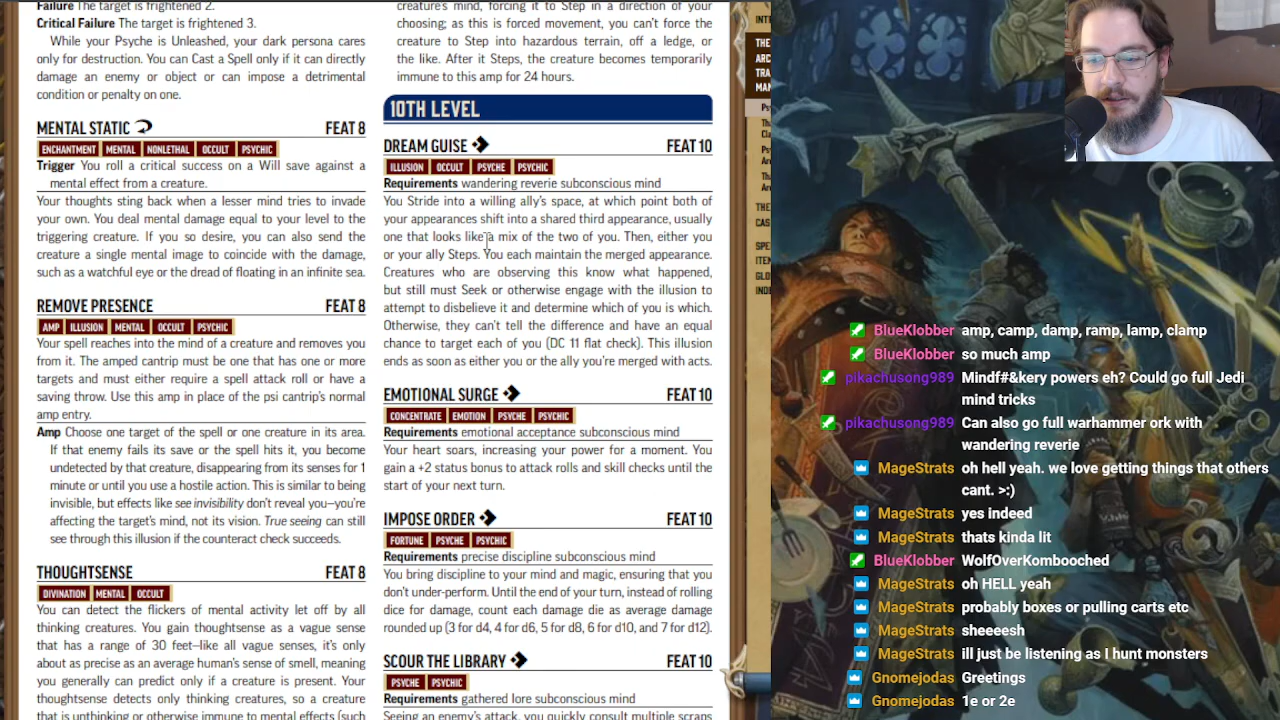 Failure The target is frightened 2.
Critical Failure The target is frightened 3.
While your Psyche is Unleashed, your dark persona cares
only for destruction. You can Cast a Spell only if it can directly
damage an enemy or object or can impose a detrimental
condition or penalty on one.
MENTAL STATIC FEAT 8
ENCHANTMENT MENTAL NONLETHAL OCCULT PSYCHIC
Trigger You roll a critical success on a Will save against a
mental effect from a creature.
Your thoughts sting back when a lesser mind tries to invade
your own. You deal mental damage equal to your level to the
triggering creature. If you so desire, you can also send the
creature a single mental image to coincide with the damage,
such as a watchful eye or the dread of floating in an infinite sea.
REMOVE PRESENCE FEAT 8
AMP ILLUSION MENTAL OCCULT PSYCHIC
Your spell reaches into the mind of a creature and removes you
from it. The amped cantrip must be one that has one or more
targets and must either require a spell attack roll or have a
saving throw. Use this amp in place of the psi cantrip's normal
amp entry.
Amp Choose one target of the spell or one creature in its area.
If that enemy fails its save or the spell hits it, you become
undetected by that creature, disappearing from its senses for 1
minute or until you use a hostile action. This is similar to being
invisible, but effects like see invisibility don't reveal you—you're
affecting the target's mind, not its vision. True seeing can still
see through this illusion if the counteract check succeeds.
THOUGHTSENSE FEAT 8
DIVINATION MENTAL OCCULT
You can detect the flickers of mental activity let off by all
thinking creatures. You gain thoughtsense as a vague sense
that has a range of 30 feet—like all vague senses, it's only
about as precise as an average human's sense of smell, meaning
you generally can predict only if a creature is present. Your
thoughtsense detects only thinking creatures, so a creature
that is unthinking or otherwise immune to mental effects (such
creature's mind, forcing it to Step in a direction of your
choosing; as this is forced movement, you can't force the
creature to Step into hazardous terrain, off a ledge, or
the like. After it Steps, the creature becomes temporarily
immune to this amp for 24 hours.
10TH LEVEL
DREAM GUISE FEAT 10
ILLUSION OCCULT PSYCHE PSYCHIC
Requirements wandering reverie subconscious mind
You Stride into a willing ally's space, at which point both of
your appearances shift into a shared third appearance, usually
one that looks like a mix of the two of you. Then, either you
or your ally Steps. You each maintain the merged appearance.
Creatures who are observing this know what happened,
but still must Seek or otherwise engage with the illusion to
attempt to disbelieve it and determine which of you is which.
Otherwise, they can't tell the difference and have an equal
chance to target each of you (DC 11 flat check). This illusion
ends as soon as either you or the ally you're merged with acts.
EMOTIONAL SURGE FEAT 10
CONCENTRATE EMOTION PSYCHE PSYCHIC
Requirements emotional acceptance subconscious mind
Your heart soars, increasing your power for a moment. You
gain a +2 status bonus to attack rolls and skill checks until the
start of your next turn.
IMPOSE ORDER FEAT 10
FORTUNE PSYCHE PSYCHIC
Requirements precise discipline subconscious mind
You bring discipline to your mind and magic, ensuring that you
don't under-perform. Until the end of your turn, instead of rolling
dice for damage, count each damage die as average damage
rounded up (3 for d4, 4 for d6, 5 for d8, 6 for d10, and 7 for d12).
SCOUR THE LIBRARY FEAT 10
PSYCHE PSYCHIC
Requirements gathered lore subconscious mind
Seeing an enemy's attack, you quickly consult multiple scraps
BlueKlobber amp, camp, damp, ramp, lamp, clamp
BlueKlobber so much amp
pikachusong989 Mindf#&kery powers eh? Could go full Jedi
mind tricks
pikachusong989 Can also go full warhammer ork with
wandering reverie
MageStrats oh hell yeah. we love getting things that others
cant. >:)
MageStrats yes indeed
MageStrats thats kinda lit
BlueKlobber WolfOverKombooched
MageStrats oh HELL yeah
MageStrats probably boxes or pulling carts etc
MageStrats sheeeesh
MageStrats ill just be listening as I hunt monsters
Gnomejodas Greetings
Gnomejodas 1e or 2e